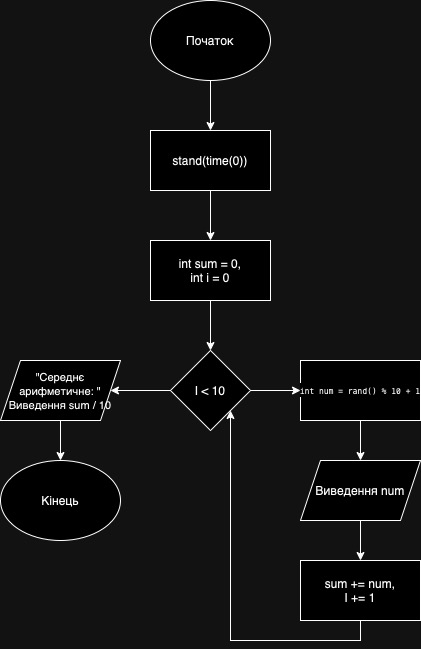 Початок
stand(time(0))
int sum = 0,
int i = 0
I < 10
"Середнє
арифметичне: "
Виведення sum / 10
Кінець
int num = rand() % 10 + 1
Виведення num
sum += num,
I += 1